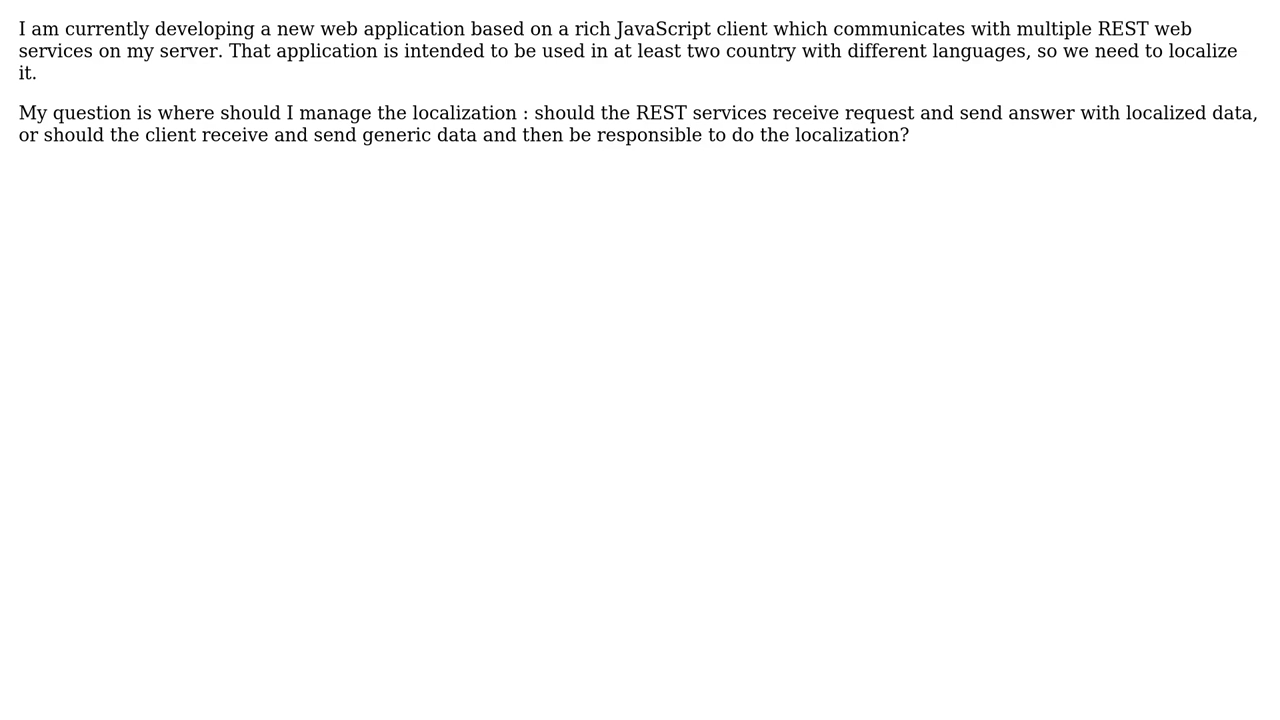 I am currently developing a new web application based on a rich JavaScript client which communicates with multiple REST web
services on my server. That application is intended to be used in at least two country with different languages, so we need to localize
it.
My question is where should I manage the localization : should the REST services receive request and send answer with localized data,
or should the client receive and send generic data and then be responsible to do the localization?